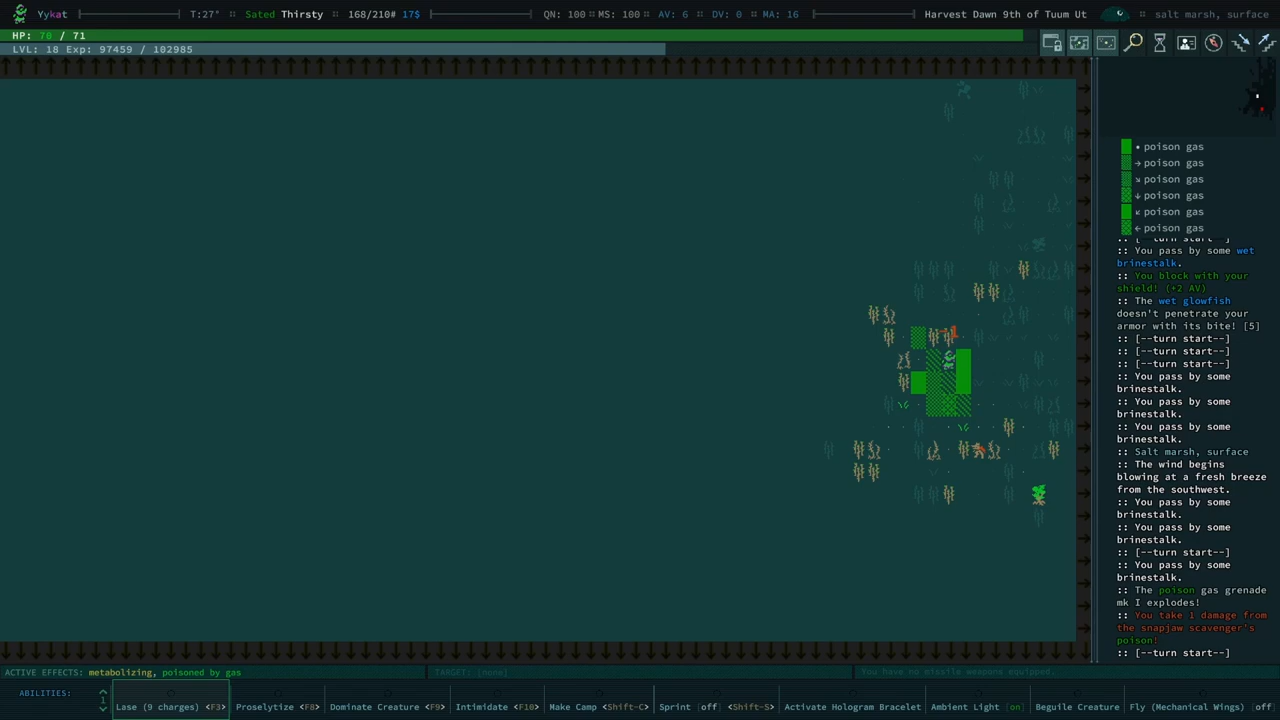 Yykat T:27° :: Sated Thirsty :: 168/210# 17$ QN: 100 :: MS: 100 :: AV: 6 :: DV: 0 :: MA: 16 Harvest Dawn 9th of Tuum Ut :: salt marsh, surface
HP: 70 / 71
LVL: 18 Exp: 97459 / 102985
• poison gas
→ poison gas
↘ poison gas
↓ poison gas
↙ poison gas
← poison gas
:: [--turn start--]
:: You pass by some wet
brinestalk.
:: You block with your
shield! (+2 AV)
:: The wet glowfish
doesn't penetrate your
armor with its bite! [5]
:: [--turn start--]
:: [--turn start--]
:: [--turn start--]
:: You pass by some
brinestalk.
:: You pass by some
brinestalk.
:: You pass by some
brinestalk.
:: Salt marsh, surface
:: The wind begins
blowing at a fresh breeze
from the southwest.
:: You pass by some
brinestalk.
:: You pass by some
brinestalk.
:: [--turn start--]
:: You pass by some
brinestalk.
:: The poison gas grenade
mk I explodes!
:: You take 1 damage from
the snapjaw scavenger's
poison!
:: [--turn start--]
-1
ACTIVE EFFECTS: metabolizing, poisoned by gas TARGET: [none] You have no missile weapons equipped.
ABILITIES: 1 Lase (9 charges) <F3> Proselytize <F8> Dominate Creature <F9> Intimidate <F10> Make Camp <Shift-C> Sprint [off] <Shift-S> Activate Hologram Bracelet Ambient Light [on] Beguile Creature Fly (Mechanical Wings) [off